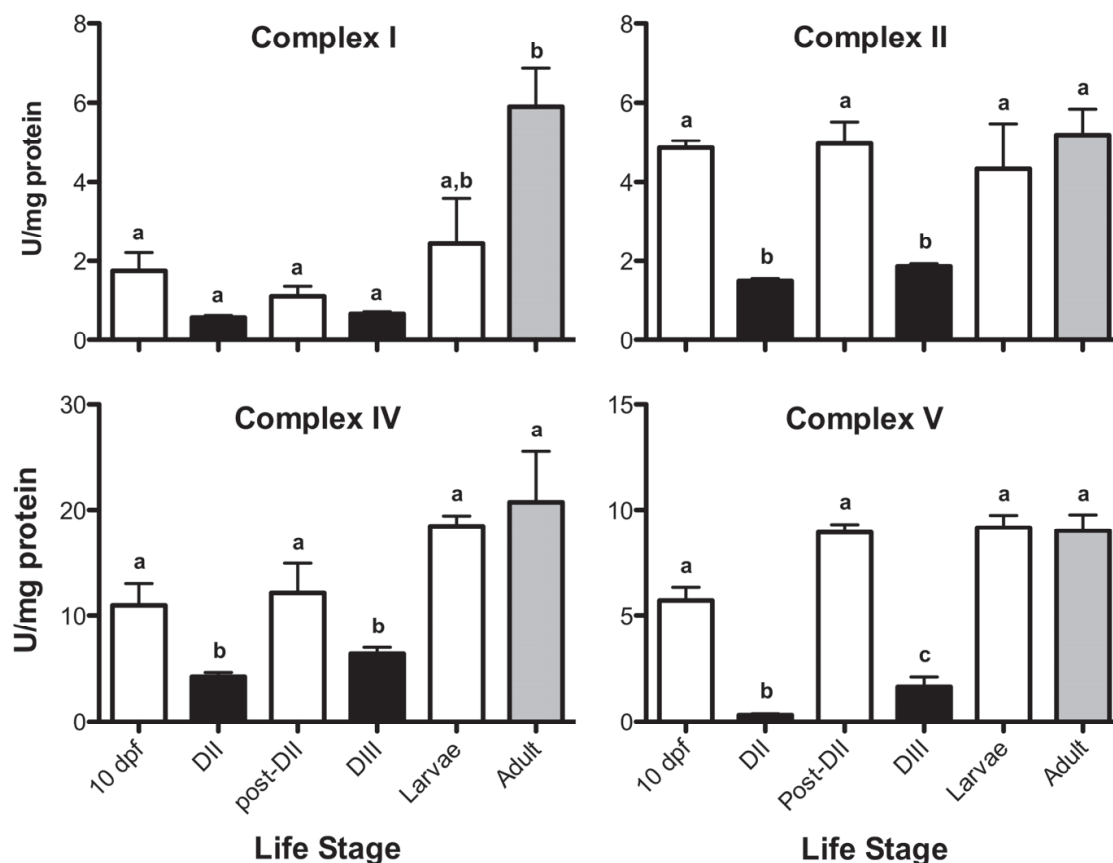 Complex I
U/mg protein
8
6
4
2
0
a
a
a
a
a,b
b
Complex II
8
6
4
2
0
a
b
a
b
a
a
Complex IV
U/mg protein
30
20
10
0
a
b
a
b
a
a
10 dpf
DII
post-DII
DIII
Larvae
Adult
Life Stage
Complex V
15
10
5
0
a
b
a
c
a
a
10 dpf
DII
Post-DII
DIII
Larvae
Adult
Life Stage